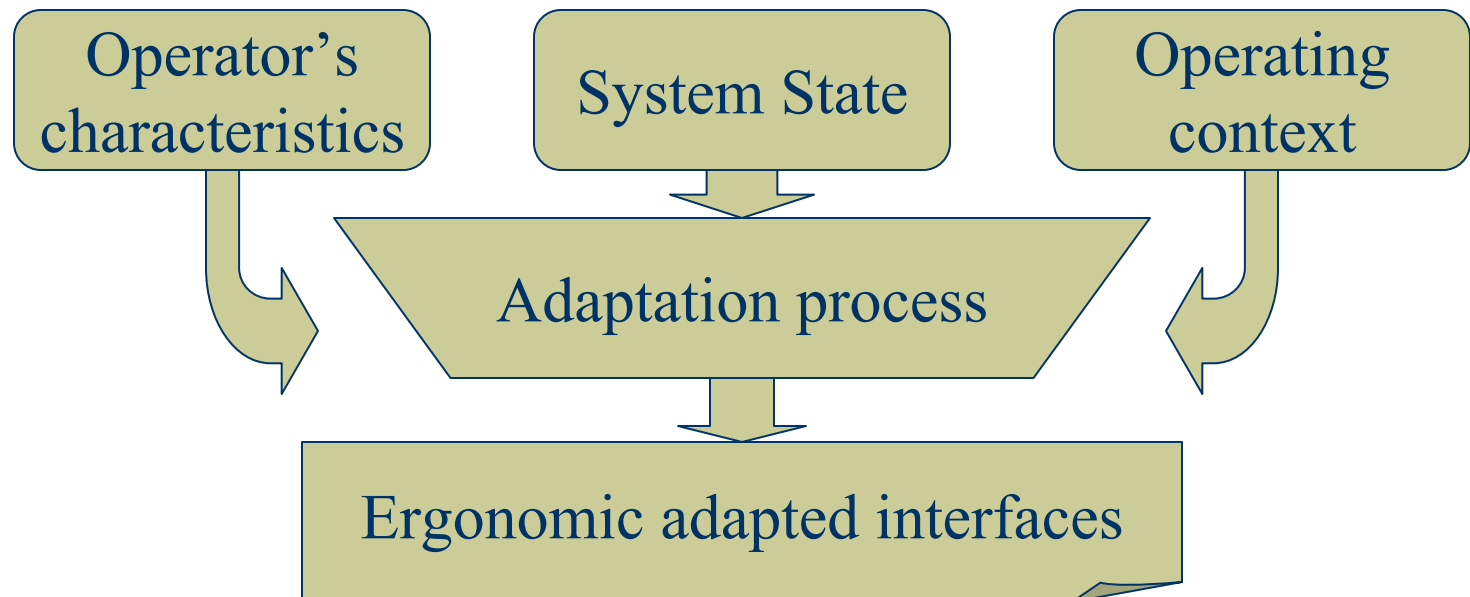 Operator’s
characteristics
System State
Operating
context
Adaptation process
Ergonomic adapted interfaces